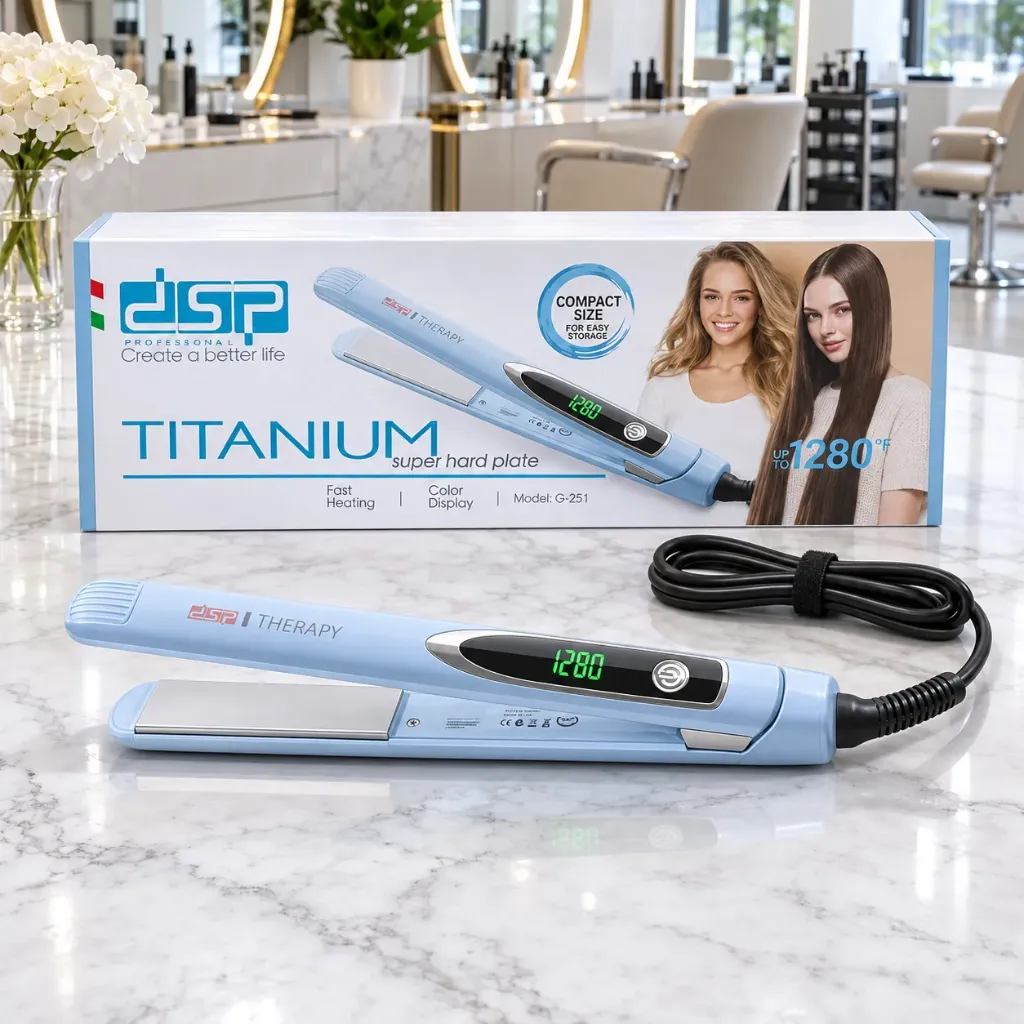 dsp
PROFESSIONAL
Create a better life
TITANIUM
super hard plate
Fast Heating
Color Display
Model: G-251
dsp THERAPY
1280
COMPACT
SIZE
FOR EASY
STORAGE
UP TO 1280°F
dsp THERAPY
1280